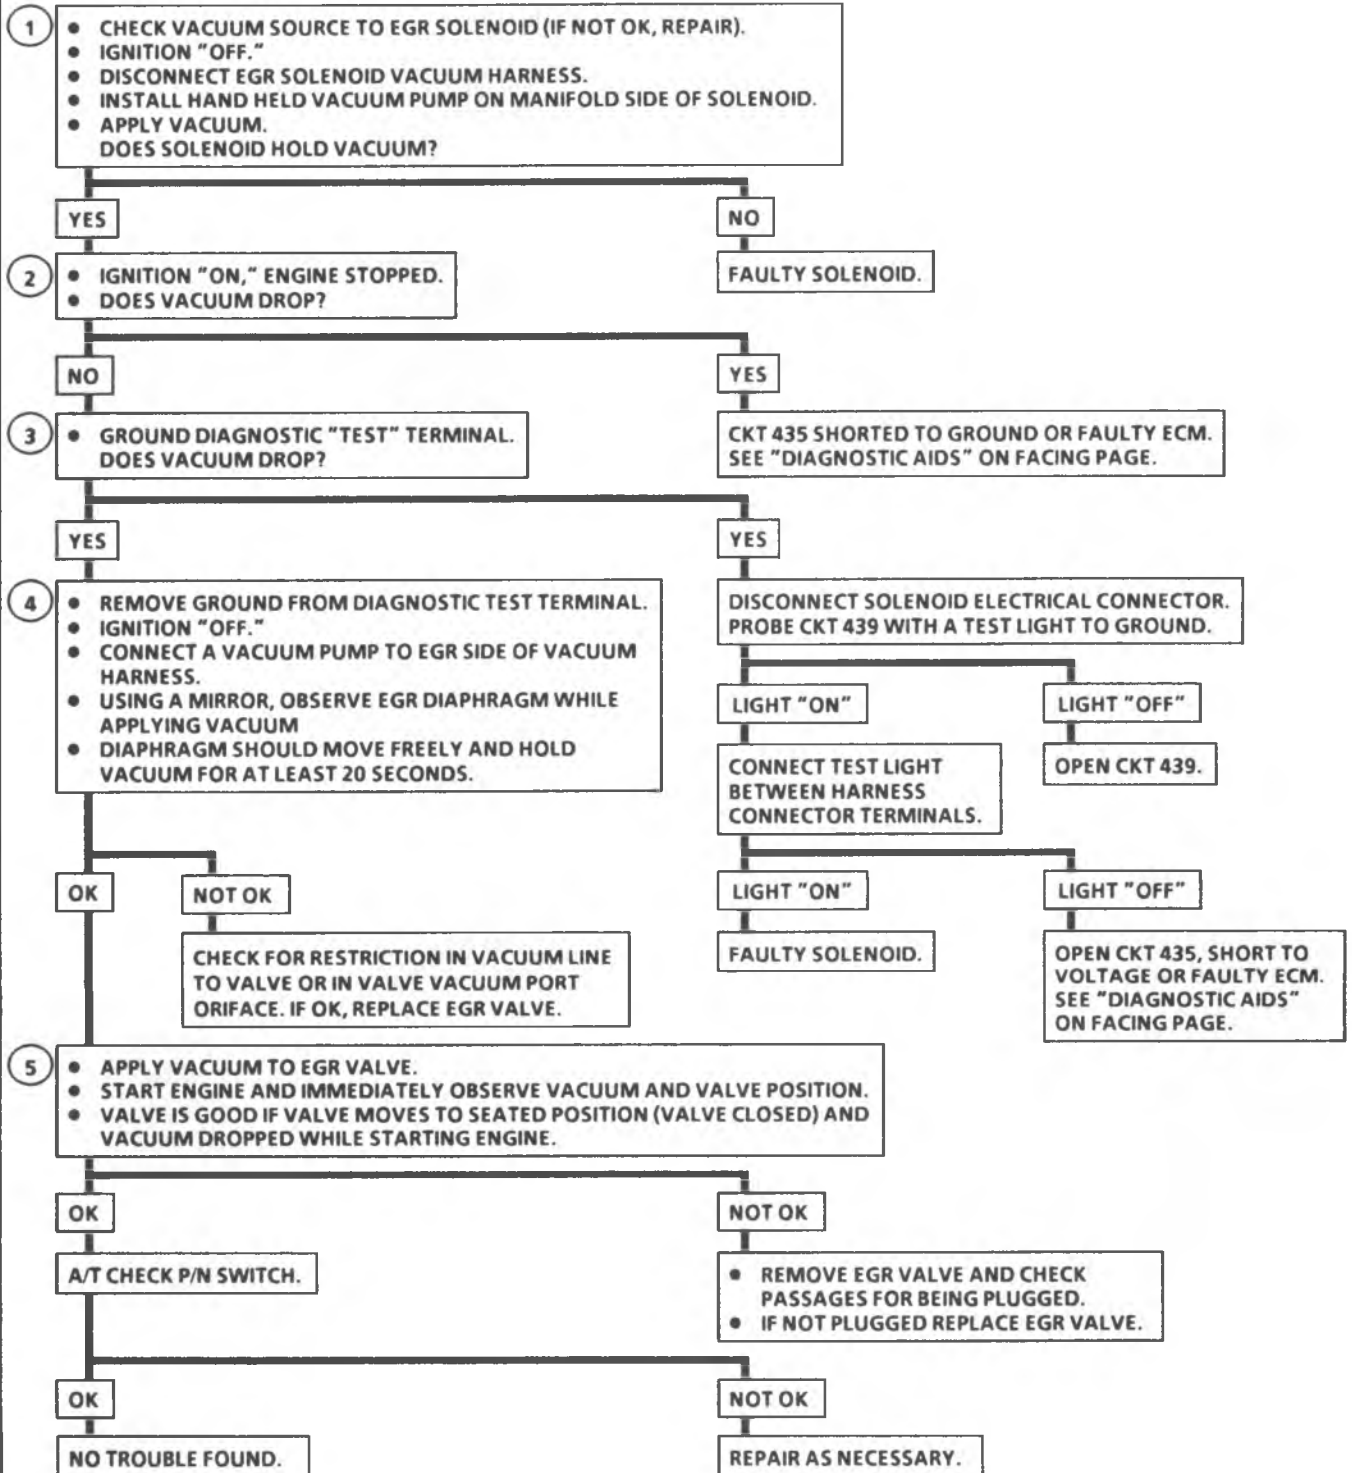 1
• CHECK VACUUM SOURCE TO EGR SOLENOID (IF NOT OK, REPAIR).
• IGNITION "OFF."
• DISCONNECT EGR SOLENOID VACUUM HARNESS.
• INSTALL HAND HELD VACUUM PUMP ON MANIFOLD SIDE OF SOLENOID.
• APPLY VACUUM.
DOES SOLENOID HOLD VACUUM?
YES
NO
2
• IGNITION "ON," ENGINE STOPPED.
• DOES VACUUM DROP?
FAULTY SOLENOID.
NO
YES
3
• GROUND DIAGNOSTIC "TEST" TERMINAL.
DOES VACUUM DROP?
CKT 435 SHORTED TO GROUND OR FAULTY ECM.
SEE "DIAGNOSTIC AIDS" ON FACING PAGE.
YES
YES
4
• REMOVE GROUND FROM DIAGNOSTIC TEST TERMINAL.
• IGNITION "OFF."
• CONNECT A VACUUM PUMP TO EGR SIDE OF VACUUM
HARNESS.
• USING A MIRROR, OBSERVE EGR DIAPHRAGM WHILE
APPLYING VACUUM
• DIAPHRAGM SHOULD MOVE FREELY AND HOLD
VACUUM FOR AT LEAST 20 SECONDS.
DISCONNECT SOLENOID ELECTRICAL CONNECTOR.
PROBE CKT 439 WITH A TEST LIGHT TO GROUND.
LIGHT "ON"
LIGHT "OFF"
CONNECT TEST LIGHT
BETWEEN HARNESS
CONNECTOR TERMINALS.
OPEN CKT 439.
OK
NOT OK
LIGHT "ON"
LIGHT "OFF"
CHECK FOR RESTRICTION IN VACUUM LINE
TO VALVE OR IN VALVE VACUUM PORT
ORIFACE. IF OK, REPLACE EGR VALVE.
FAULTY SOLENOID.
OPEN CKT 435, SHORT TO
VOLTAGE OR FAULTY ECM.
SEE "DIAGNOSTIC AIDS"
ON FACING PAGE.
5
• APPLY VACUUM TO EGR VALVE.
• START ENGINE AND IMMEDIATELY OBSERVE VACUUM AND VALVE POSITION.
• VALVE IS GOOD IF VALVE MOVES TO SEATED POSITION (VALVE CLOSED) AND
VACUUM DROPPED WHILE STARTING ENGINE.
OK
NOT OK
A/T CHECK P/N SWITCH.
• REMOVE EGR VALVE AND CHECK
PASSAGES FOR BEING PLUGGED.
• IF NOT PLUGGED REPLACE EGR VALVE.
OK
NOT OK
NO TROUBLE FOUND.
REPAIR AS NECESSARY.